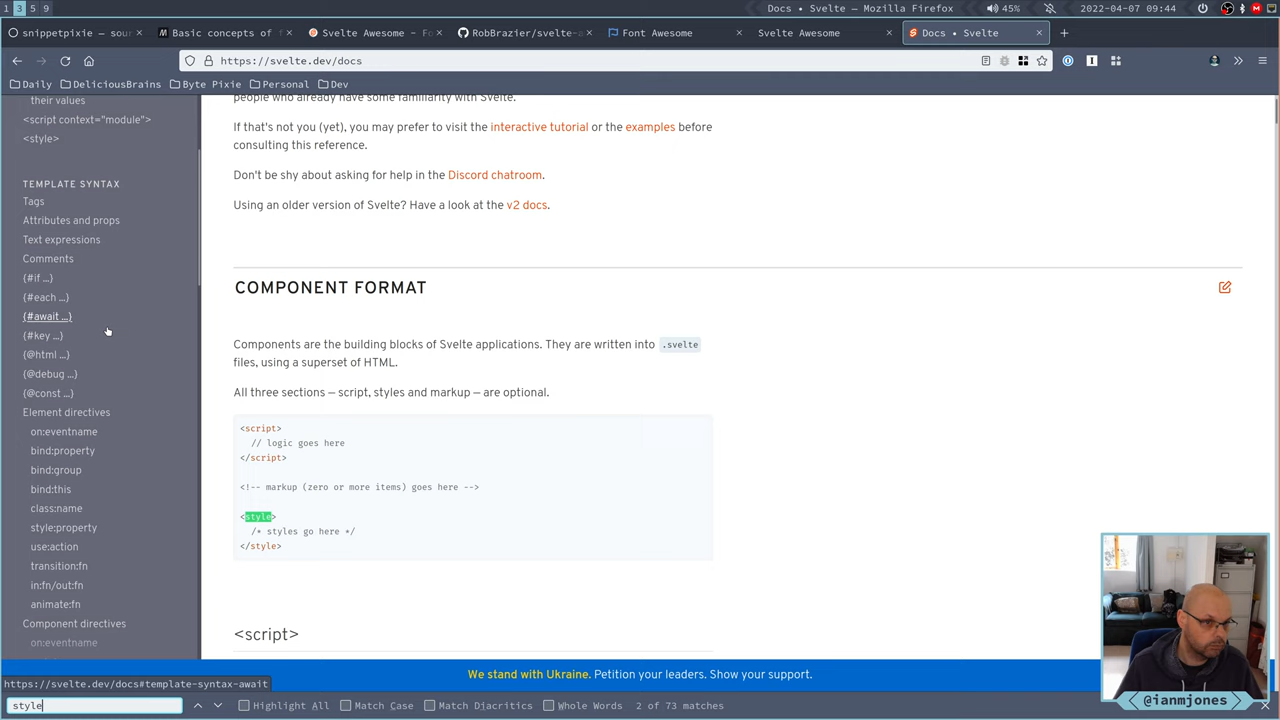 1 3 5 9
Docs • Svelte — Mozilla Firefox
45%
2022-04-07 09:44
snippetpixie — sou
Basic concepts of f
Svelte Awesome – Fo
RobBrazier/svelte-a
Font Awesome
Svelte Awesome
Docs • Svelte
https://svelte.dev/docs
Daily
DeliciousBrains
Byte Pixie
Personal
Dev
their values
<script context="module">
<style>
TEMPLATE SYNTAX
Tags
Attributes and props
Text expressions
Comments
{#if ...}
{#each ...}
{#await ...}
{#key ...}
{@html ...}
{@debug ...}
{@const ...}
Element directives
on:eventname
bind:property
bind:group
bind:this
class:name
style:property
use:action
transition:fn
in:fn/out:fn
animate:fn
Component directives
on:eventname
people who already have some familiarity with Svelte.
If that's not you (yet), you may prefer to visit the interactive tutorial or the examples before
consulting this reference.
Don't be shy about asking for help in the Discord chatroom.
Using an older version of Svelte? Have a look at the v2 docs.
COMPONENT FORMAT
Components are the building blocks of Svelte applications. They are written into .svelte
files, using a superset of HTML.
All three sections — script, styles and markup — are optional.
<script>
// logic goes here
</script>
<!-- markup (zero or more items) goes here -->
<style>
/* styles go here */
</style>
<script>
We stand with Ukraine. Petition your leaders. Show your support.
https://svelte.dev/docs#template-syntax-await
style
Highlight All
Match Case
Match Diacritics
Whole Words
2 of 73 matches
@ianmjones